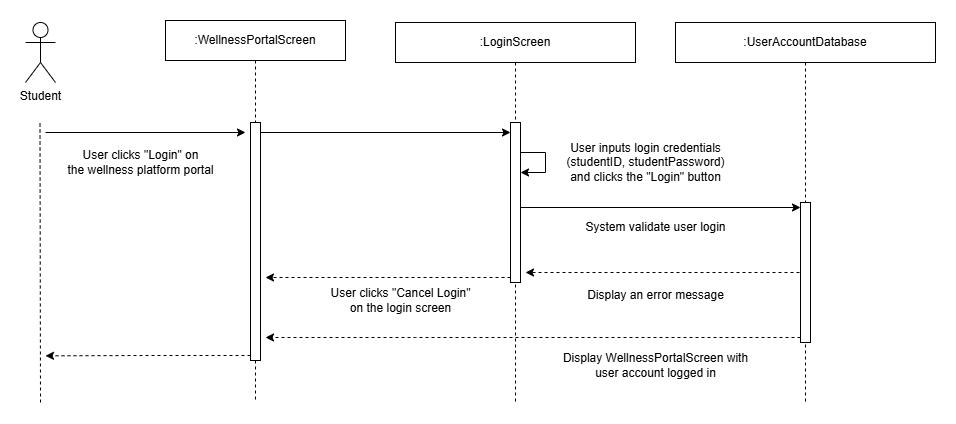 :WellnessPortalScreen
:LoginScreen
:UserAccountDatabase
Student
User clicks "Login" on
the wellness platform portal
User inputs login credentials
(studentID, studentPassword)
and clicks the "Login" button
System validate user login
User clicks "Cancel Login"
on the login screen
Display an error message
Display WellnessPortalScreen with
user account logged in